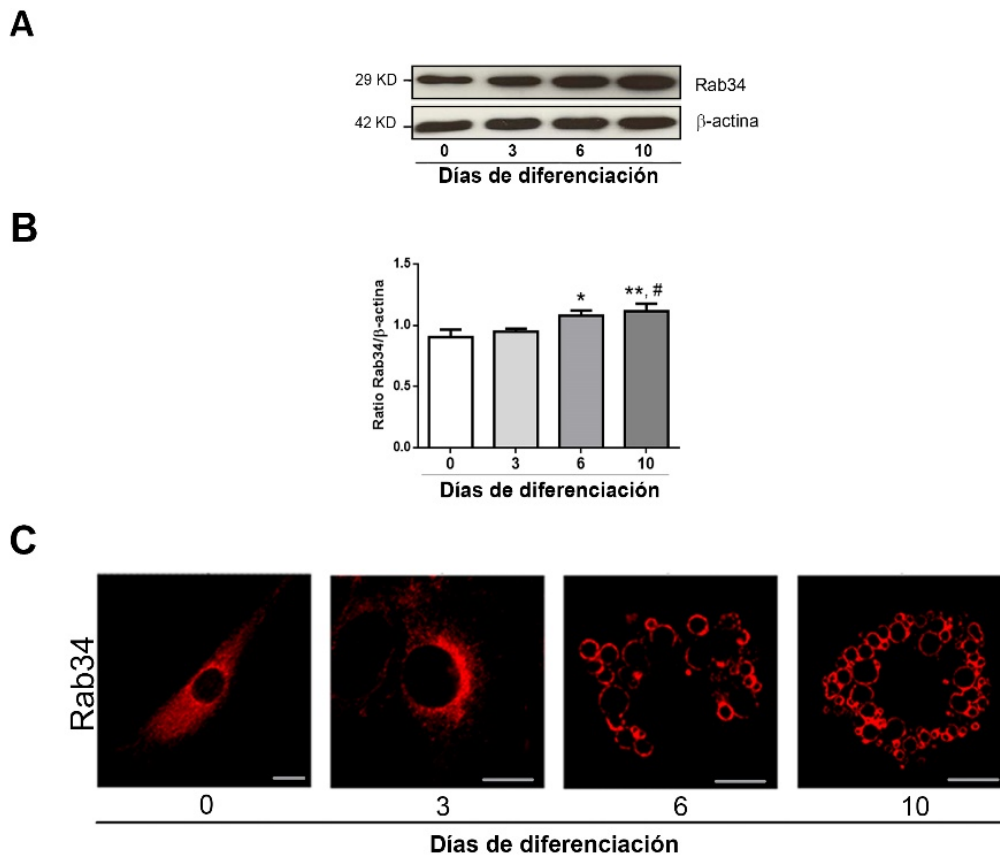 A
29 KD
Rab34
42 KD
β-actina
0 3 6 10
Días de diferenciación
B
1.5
1.0
0.5
0.0
Ratio Rab34/β-actina
*
**, #
0 3 6 10
Días de diferenciación
C
Rab34
0 3 6 10
Días de diferenciación